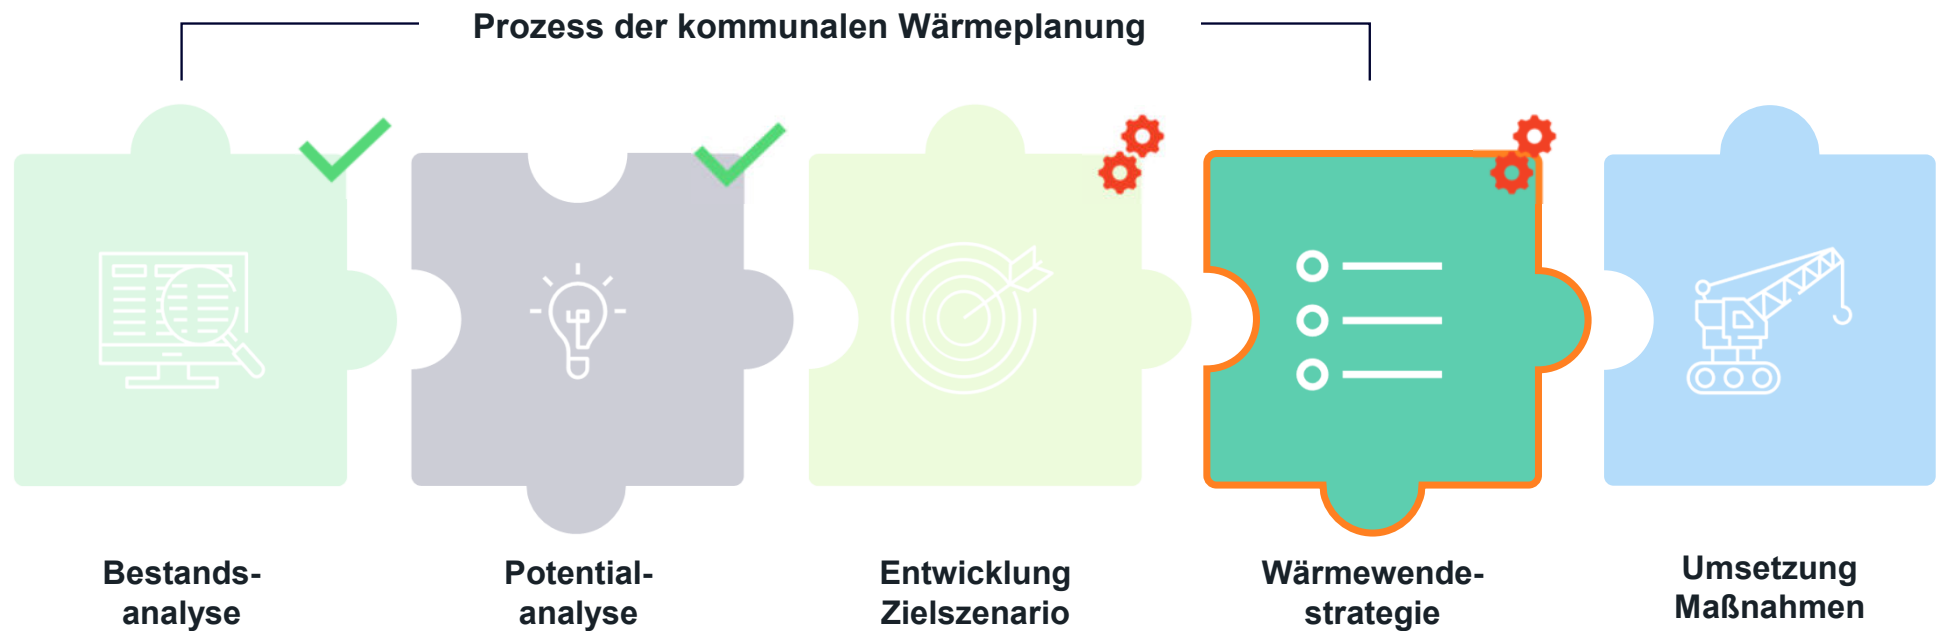 Prozess der kommunalen Wärmeplanung
Bestands-
analyse
Potential-
analyse
Entwicklung
Zielszenario
Wärmewende-
strategie
Umsetzung
Maßnahmen